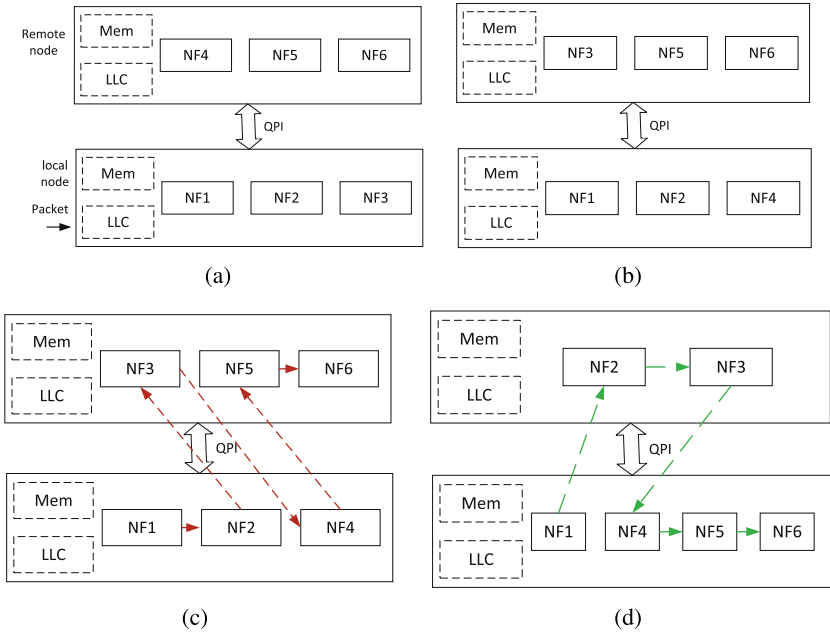 Remote
node
Mem
LLC
NF4
NF5
NF6
QPI
local
node
Packet
Mem
LLC
NF1
NF2
NF3
(a)
Mem
LLC
NF3
NF5
NF6
QPI
Mem
LLC
NF1
NF2
NF4
(b)
Mem
LLC
NF3
NF5
NF6
QPI
Mem
LLC
NF1
NF2
NF4
(c)
Mem
LLC
NF2
NF3
QPI
Mem
LLC
NF1
NF4
NF5
NF6
(d)